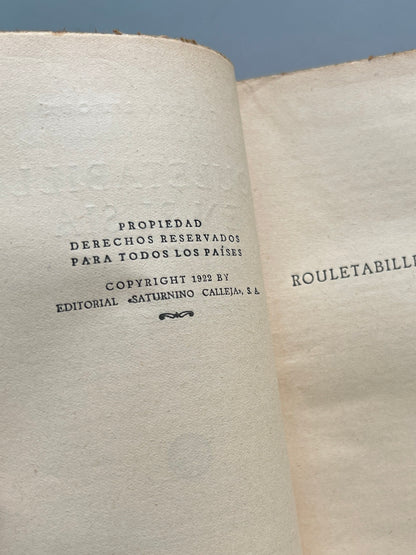 PROPIEDAD
DERECHOS RESERVADOS
PARA TODOS LOS PAÍSES
COPYRIGHT 1922 BY
EDITORIAL «SATURNINO CALLEJA», S. A.
ROULETABILLE